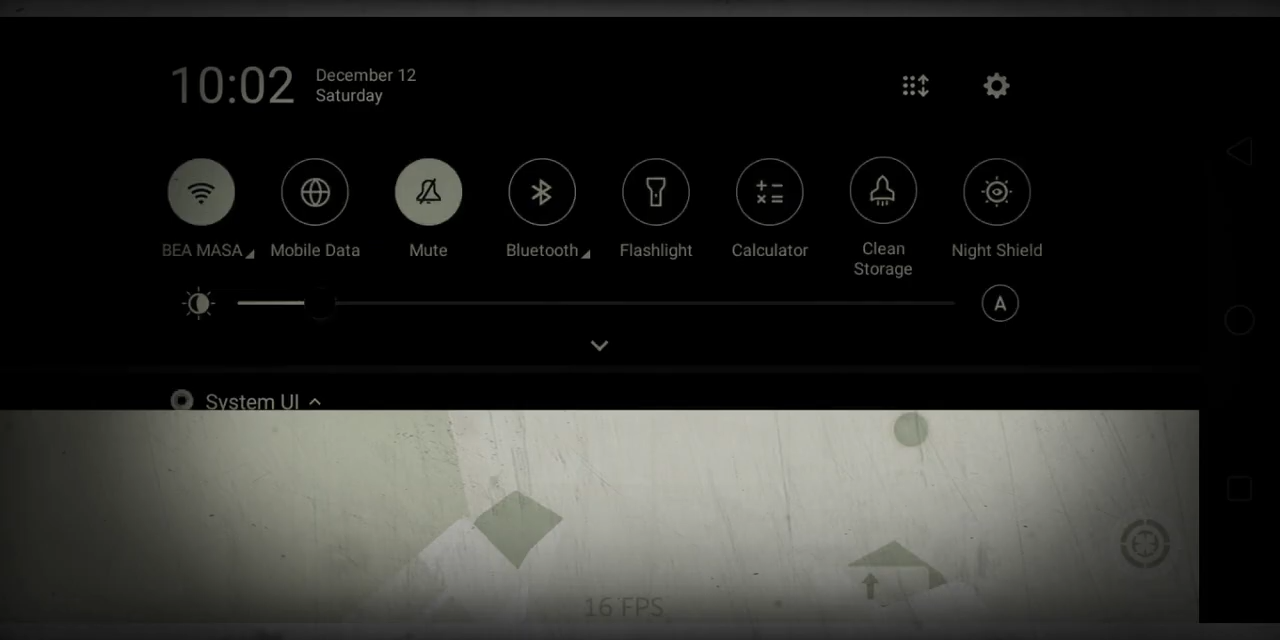 10:02
December 12
Saturday
BEA MASA
Mobile Data
Mute
Bluetooth
Flashlight
Calculator
Clean
Storage
Night Shield
A
System UI
16 FPS